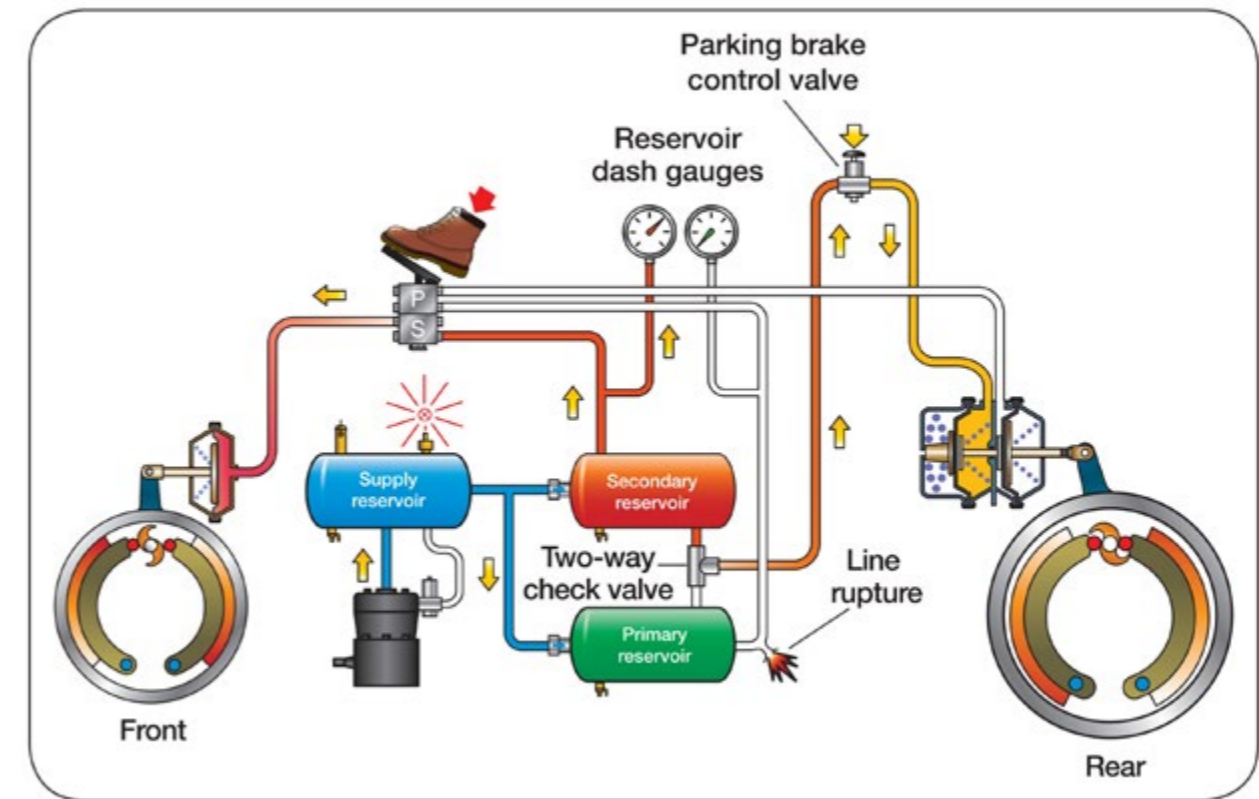 Parking brake
control valve
Reservoir
dash gauges
P
S
Supply
reservoir
Secondary
reservoir
Two-way
check valve
Line
rupture
Primary
reservoir
Front
Rear